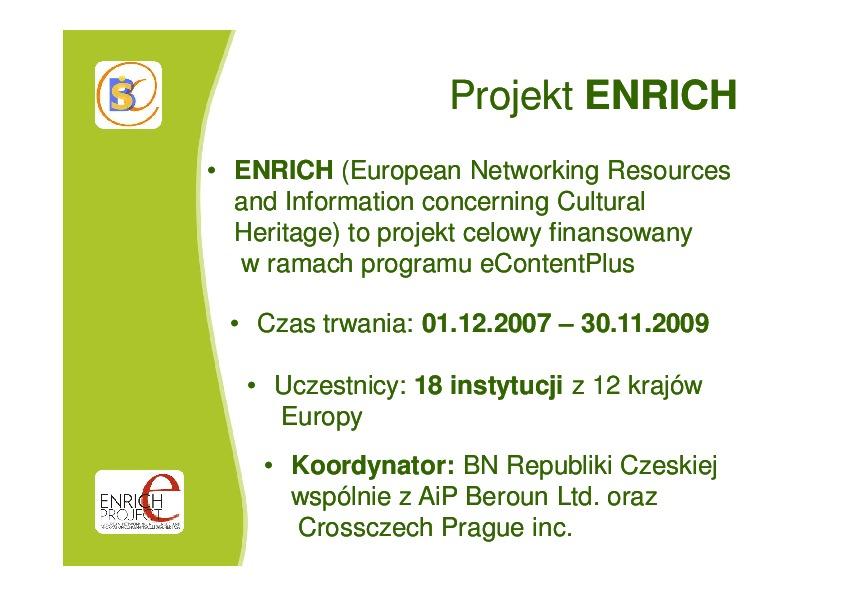 Projekt ENRICH
• ENRICH (European Networking Resources
and Information concerning Cultural
Heritage) to projekt celowy finansowany
w ramach programu eContentPlus
• Czas trwania: 01.12.2007 – 30.11.2009
• Uczestnicy: 18 instytucji z 12 krajów
Europy
• Koordynator: BN Republiki Czeskiej
wspólnie z AiP Beroun Ltd. oraz
Crossczech Prague inc.
ENRICH
PROJECT